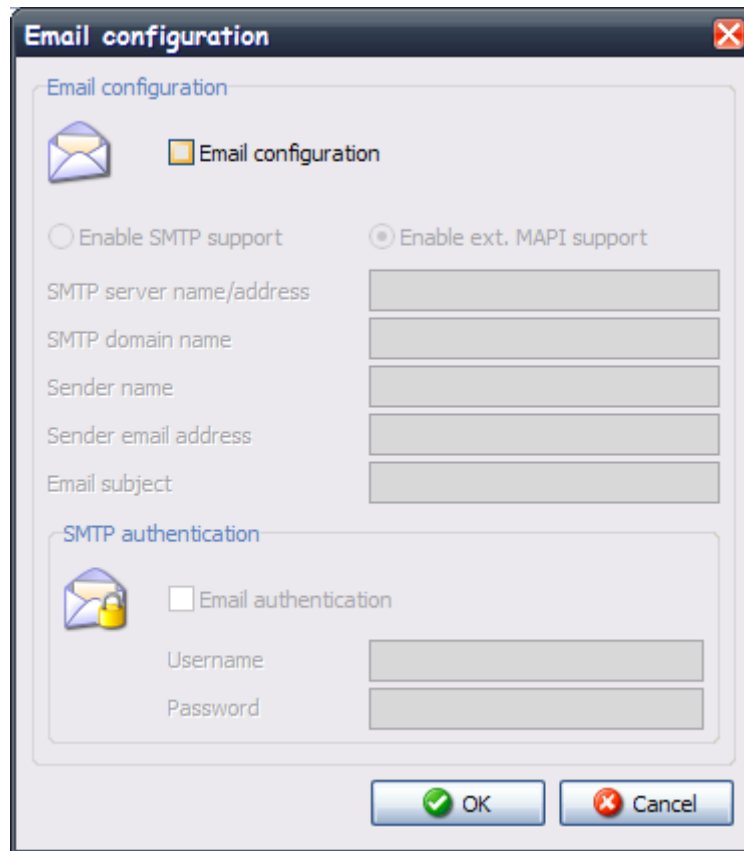 Email configuration
Email configuration
Email configuration
Enable SMTP support Enable ext. MAPI support
SMTP server name/address
SMTP domain name
Sender name
Sender email address
Email subject
SMTP authentication
Email authentication
Username
Password
OK Cancel